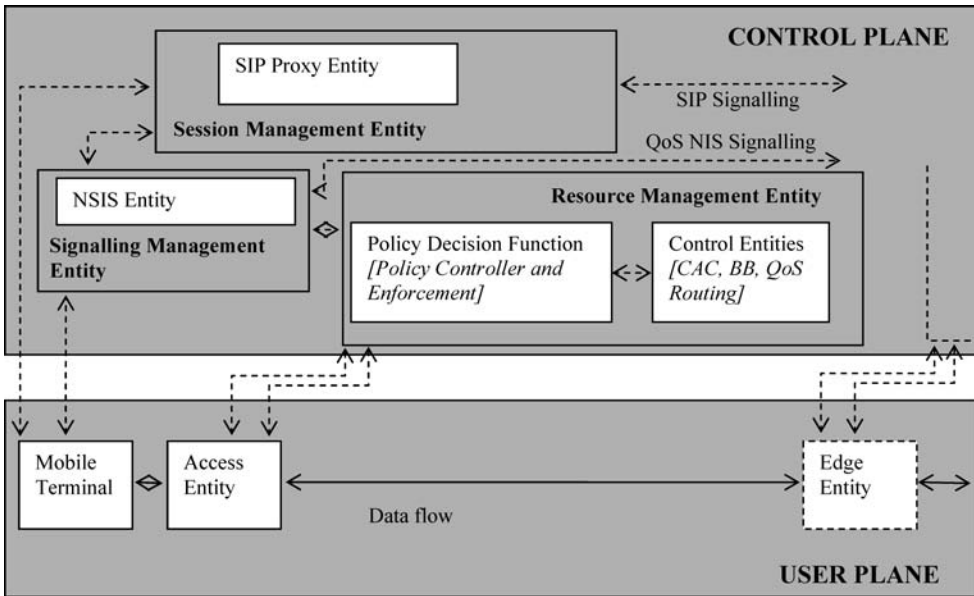 CONTROL PLANE
SIP Proxy Entity
SIP Signalling
Session Management Entity
QoS NIS Signalling
NSIS Entity
Signalling Management
Entity
Resource Management Entity
Policy Decision Function
[Policy Controller and
Enforcement]
Control Entities
[CAC, BB, QoS
Routing]
Mobile
Terminal
Access
Entity
Data flow
Edge
Entity
USER PLANE